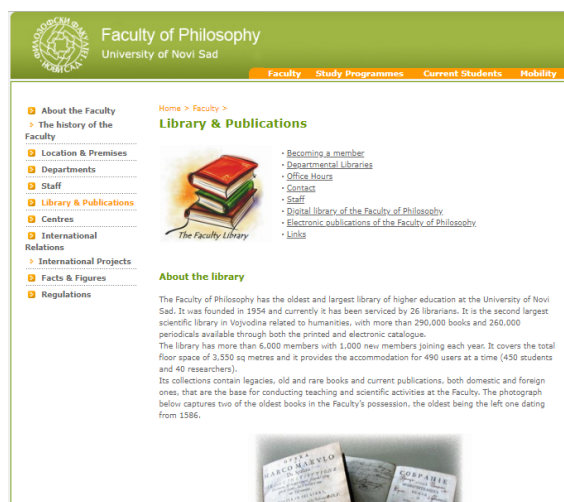 Faculty of Philosophy
University of Novi Sad
Faculty Study Programmes Current Students Mobility
About the Faculty
The history of the
Faculty
Location & Premises
Departments
Staff
Library & Publications
Centres
International
Relations
International Projects
Facts & Figures
Regulations
Home > Faculty >
Library & Publications
The Faculty Library
Becoming a member
Departmental Libraries
Office Hours
Contact
Staff
Digital library of the Faculty of Philosophy
Electronic publications of the Faculty of Philosophy
Links
About the library
The Faculty of Philosophy has the oldest and largest library of higher education at the University of Novi
Sad. It was founded in 1954 and currently it has been serviced by 26 librarians. It is the second largest
scientific library in Vojvodina related to humanities, with more than 290,000 books and 260,000
periodicals available through both the printed and electronic catalogue.
The library has more than 6,000 members with 1,000 new members joining each year. It covers the total
floor space of 3,550 sq metres and it provides the accommodation for 490 users at a time (450 students
and 40 researchers).
Its collections contain legacies, old and rare books and current publications, both domestic and foreign
ones, that are the base for conducting teaching and scientific activities at the Faculty. The photograph
below captures two of the oldest books in the Faculty's possession, the oldest being the left one dating
from 1586.
OPERA
MARCO MARVLO
СОБРАНІЕ